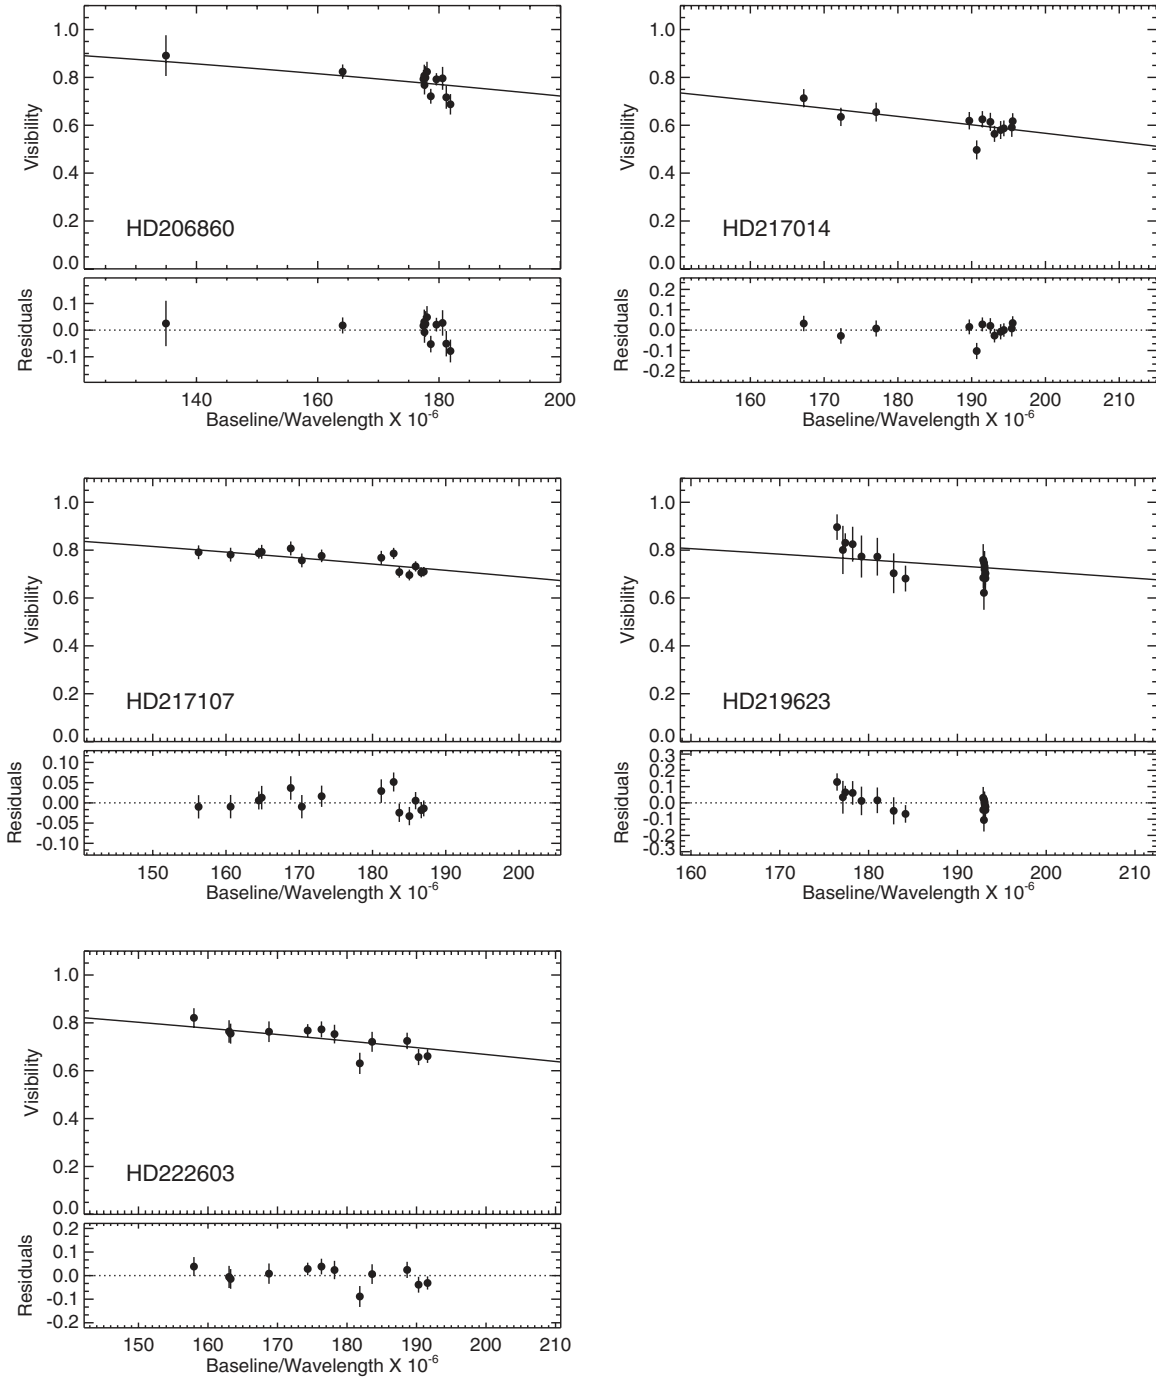 1.0
0.8
0.6
0.4
0.2
0.0
Visibility
HD206860
0.1
0.0
-0.1
Residuals
140 160 180 200
Baseline/Wavelength X 10-6
1.0
0.8
0.6
0.4
0.2
0.0
Visibility
HD217014
0.2
0.1
0.0
-0.1
-0.2
Residuals
160 170 180 190 200 210
Baseline/Wavelength X 10-6
1.0
0.8
0.6
0.4
0.2
0.0
Visibility
HD217107
0.10
0.05
0.00
-0.05
-0.10
Residuals
150 160 170 180 190 200
Baseline/Wavelength X 10-6
1.0
0.8
0.6
0.4
0.2
0.0
Visibility
HD219623
0.3
0.2
0.1
0.0
-0.1
-0.2
-0.3
Residuals
160 170 180 190 200 210
Baseline/Wavelength X 10-6
1.0
0.8
0.6
0.4
0.2
0.0
Visibility
HD222603
0.2
0.1
0.0
-0.1
-0.2
Residuals
150 160 170 180 190 200 210
Baseline/Wavelength X 10-6